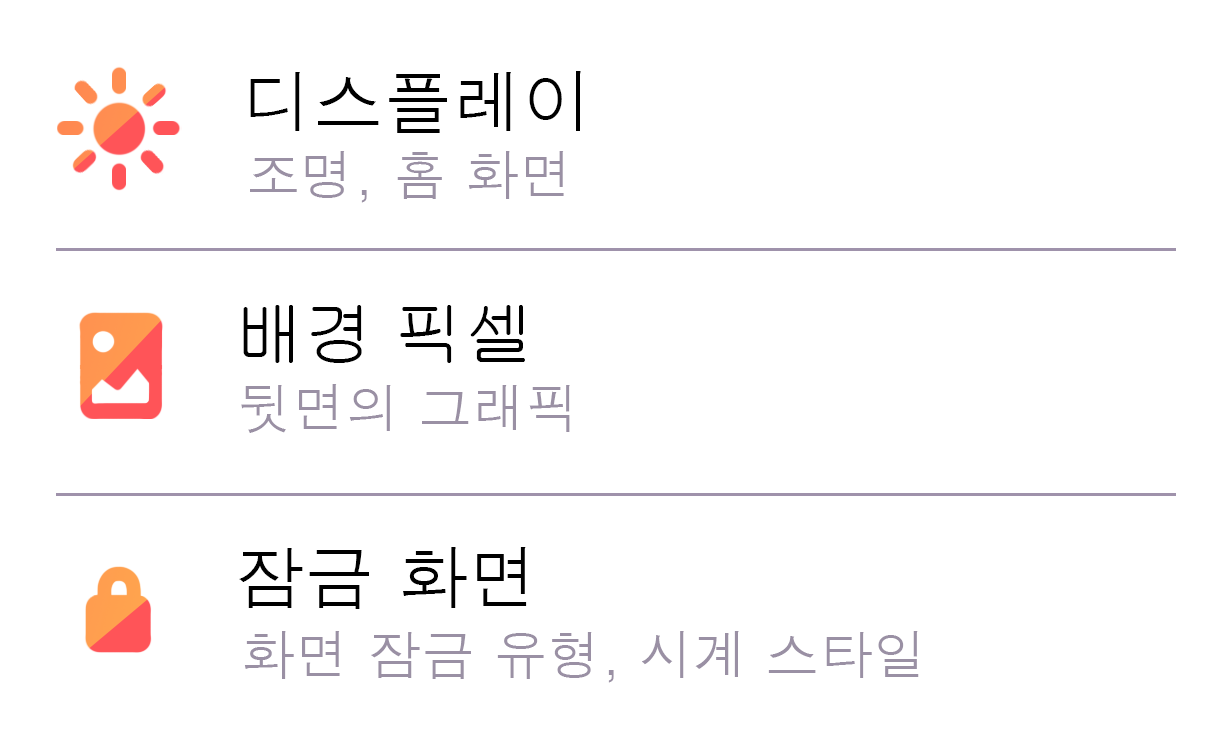 디스플레이
조명, 홈 화면
배경 픽셀
뒷면의 그래픽
잠금 화면
화면 잠금 유형, 시계 스타일